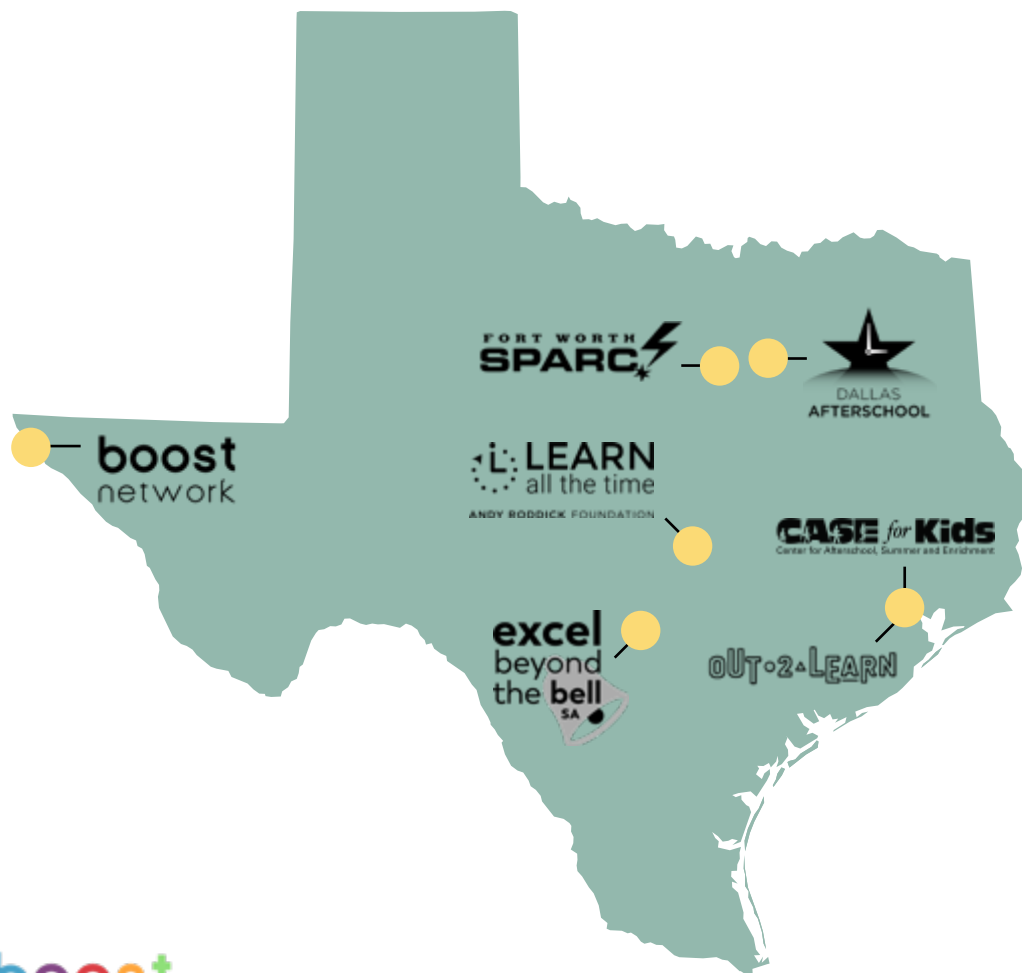 FORT WORTH
SPARC
DALLAS
AFTERSCHOOL
boost
network
LEARN
all the time
ANDY RODDICK FOUNDATION
CASE for Kids
Center for Afterschool, Summer and Enrichment
excel
beyond
the bell
SA
OUT•2•LEARN
boost